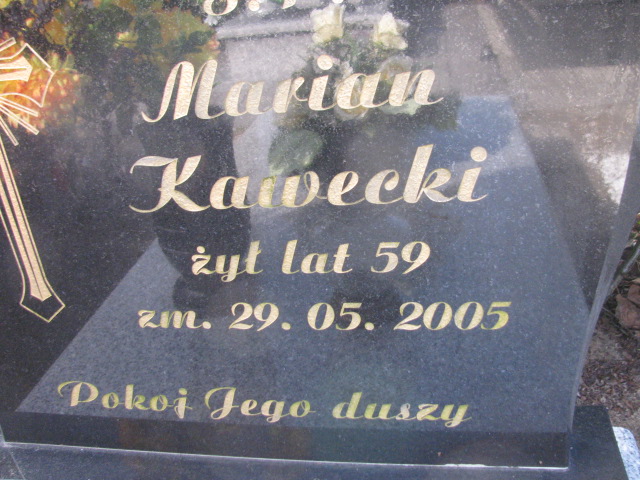 Marian
Kawecki
żył lat 59
zm. 29. 05. 2005
Pokoj Jego duszy